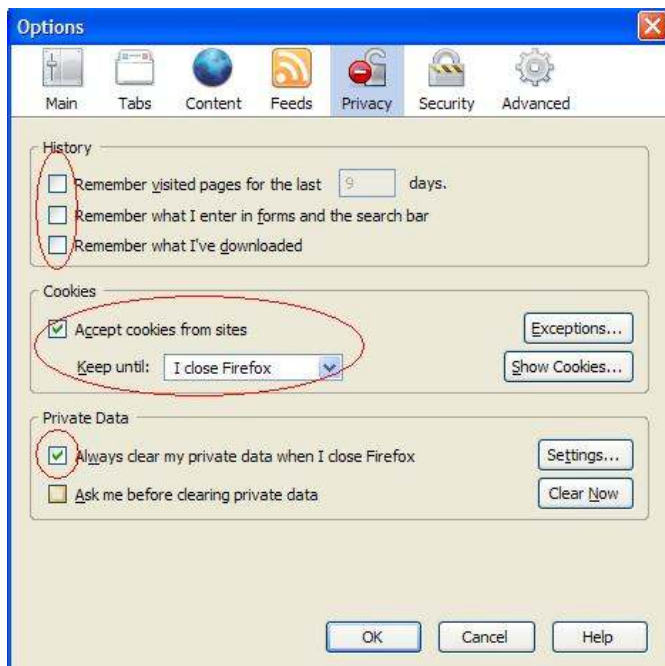 Options
Main Tabs Content Feeds Privacy Security Advanced
History
Remember visited pages for the last 9 days.
Remember what I enter in forms and the search bar
Remember what I've downloaded
Cookies
Accept cookies from sites Exceptions...
Keep until: I close Firefox Show Cookies...
Private Data
Always clear my private data when I close Firefox Settings...
Ask me before clearing private data Clear Now
OK Cancel Help